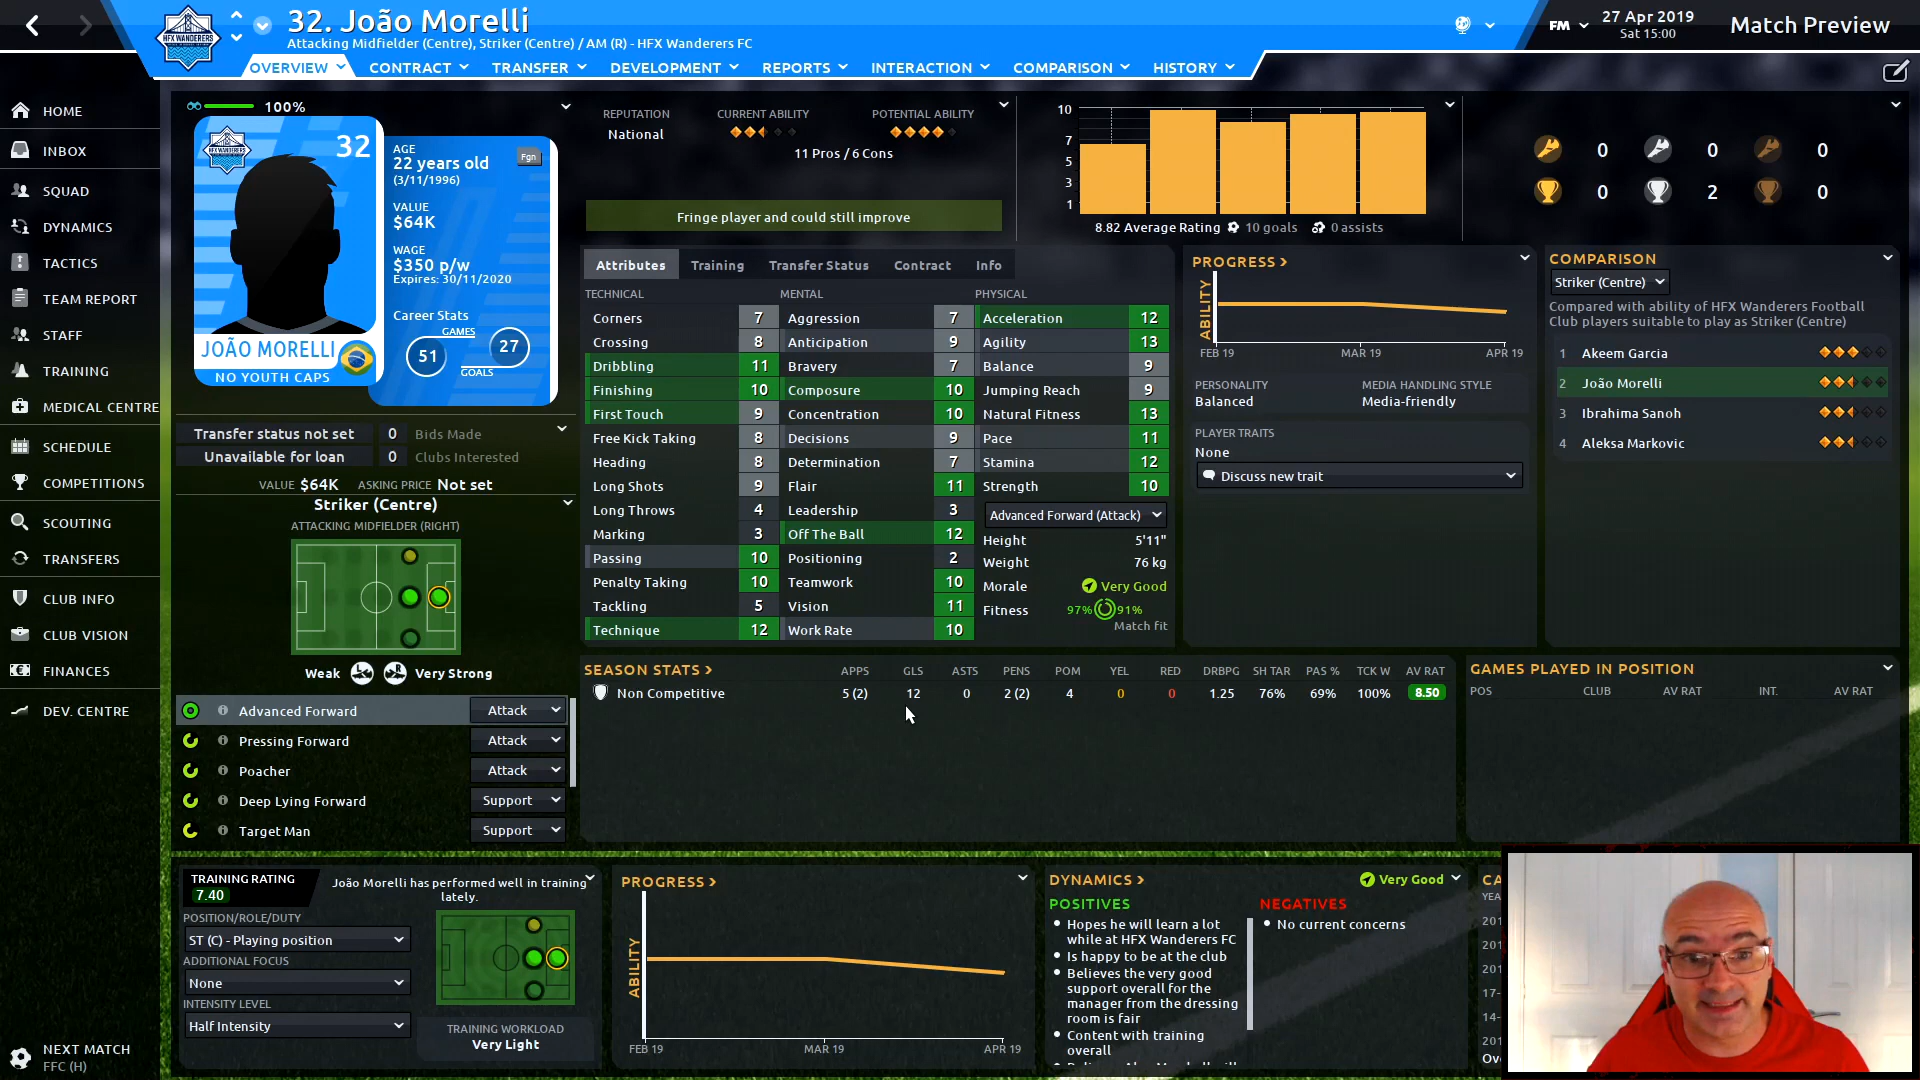 32. João Morelli
Attacking Midfielder (Centre), Striker (Centre) / AM (R) - HFX Wanderers FC
FM
27 Apr 2019
Sat 15:00
Match Preview
OVERVIEW
CONTRACT
TRANSFER
DEVELOPMENT
REPORTS
INTERACTION
COMPARISON
HISTORY
HOME
INBOX
SQUAD
DYNAMICS
TACTICS
TEAM REPORT
STAFF
TRAINING
MEDICAL CENTRE
SCHEDULE
COMPETITIONS
SCOUTING
TRANSFERS
CLUB INFO
CLUB VISION
FINANCES
DEV. CENTRE
NEXT MATCH
FFC (H)
100%
HFX WANDERERS
32
JOÃO MORELLI
NO YOUTH CAPS
AGE
22 years old
(3/11/1996)
Fgn
VALUE
$64K
WAGE
$350 p/w
Expires: 30/11/2020
Career Stats
GAMES
51
27
GOALS
Transfer status not set 0 Bids Made
Unavailable for loan 0 Clubs Interested
VALUE $64K ASKING PRICE Not set
Striker (Centre)
ATTACKING MIDFIELDER (RIGHT)
Weak L R Very Strong
Advanced Forward Attack
Pressing Forward Attack
Poacher Attack
Deep Lying Forward Support
Target Man Support
REPUTATION
National
CURRENT ABILITY
POTENTIAL ABILITY
11 Pros / 6 Cons
Fringe player and could still improve
10
7
5
3
1
8.82 Average Rating 10 goals 0 assists
0 0 0
0 2 0
Attributes Training Transfer Status Contract Info
TECHNICAL
Corners 7
Crossing 8
Dribbling 11
Finishing 10
First Touch 9
Free Kick Taking 8
Heading 8
Long Shots 9
Long Throws 4
Marking 3
Passing 10
Penalty Taking 10
Tackling 5
Technique 12
MENTAL
Aggression 7
Anticipation 9
Bravery 7
Composure 10
Concentration 10
Decisions 9
Determination 7
Flair 11
Leadership 3
Off The Ball 12
Positioning 2
Teamwork 10
Vision 11
Work Rate 10
PHYSICAL
Acceleration 12
Agility 13
Balance 9
Jumping Reach 9
Natural Fitness 13
Pace 11
Stamina 12
Strength 10
Advanced Forward (Attack)
Height 5'11"
Weight 76 kg
Morale Very Good
Fitness 97% 91%
Match fit
PROGRESS >
ABILITY
FEB 19 MAR 19 APR 19
PERSONALITY
Balanced
MEDIA HANDLING STYLE
Media-friendly
PLAYER TRAITS
None
Discuss new trait
COMPARISON
Striker (Centre)
Compared with ability of HFX Wanderers Football
Club players suitable to play as Striker (Centre)
1 Akeem Garcia
2 João Morelli
3 Ibrahima Sanoh
4 Aleksa Markovic
SEASON STATS > APPS GLS ASTS PENS POM YEL RED DRBPG SH TAR PAS % TCK W AV RAT
Non Competitive 5 (2) 12 0 2 (2) 4 0 0 1.25 76% 69% 100% 8.50
GAMES PLAYED IN POSITION
POS CLUB AV RAT INT. AV RAT
TRAINING RATING
7.40
João Morelli has performed well in training
lately.
POSITION/ROLE/DUTY
ST (C) - Playing position
ADDITIONAL FOCUS
None
INTENSITY LEVEL
Half Intensity
TRAINING WORKLOAD
Very Light
PROGRESS >
ABILITY
FEB 19 MAR 19 APR 19
DYNAMICS > Very Good
POSITIVES
Hopes he will learn a lot
while at HFX Wanderers FC
Is happy to be at the club
Believes the very good
support overall for the
manager from the dressing
room is fair
Content with training
overall
NEGATIVES
No current concerns
CA
YEA
201
201
201
17-
14-
201
Ov